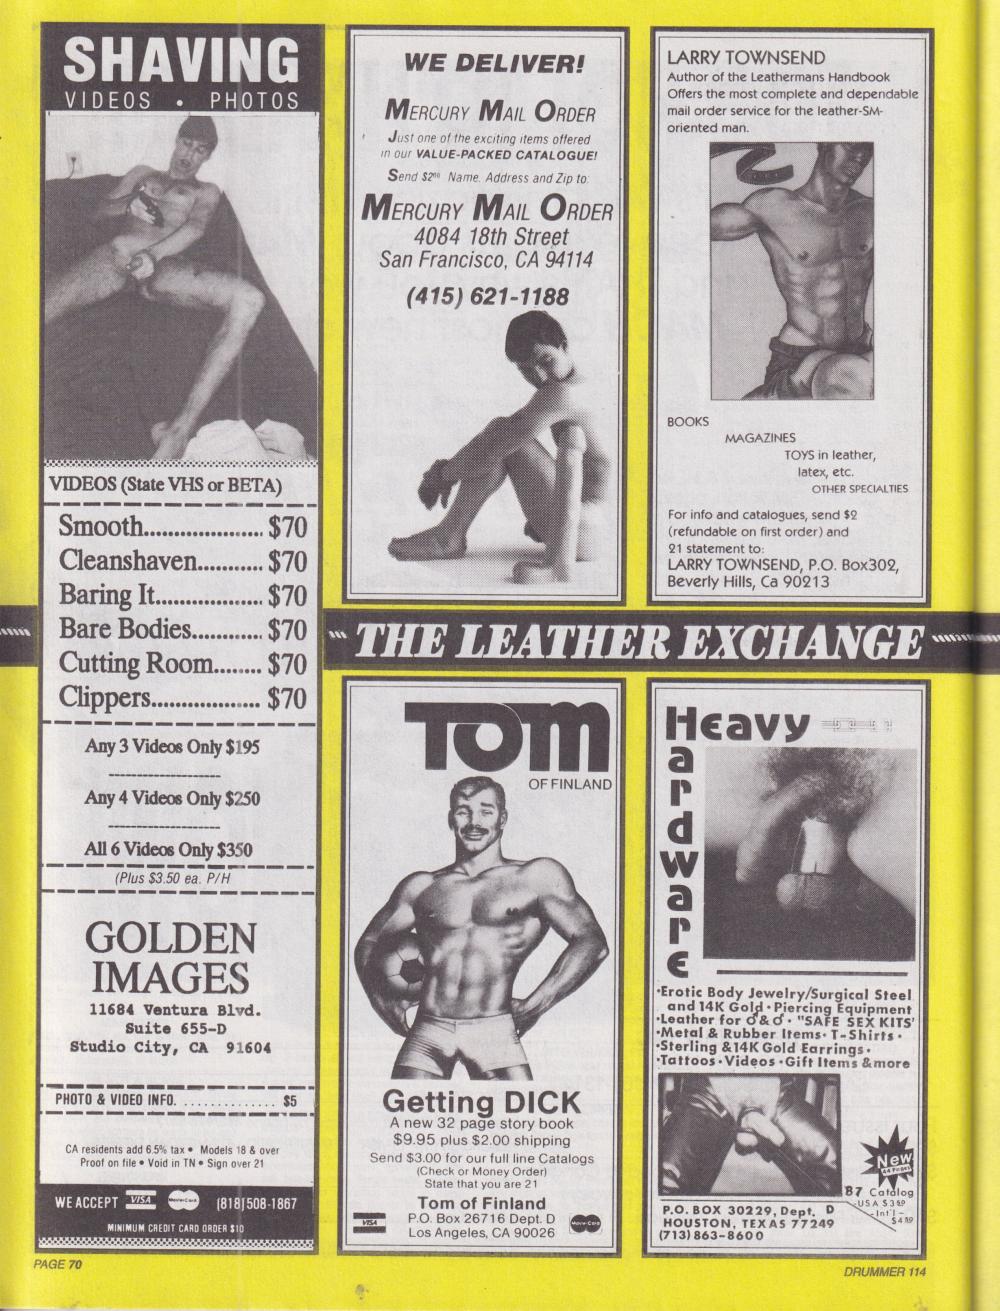 SHAVING
VIDEOS • PHOTOS
VIDEOS (State VHS or BETA)
Smooth.................... $70
Cleanshaven............ $70
Baring It.................. $70
Bare Bodies............ $70
Cutting Room........ $70
Clippers................... $70
Any 3 Videos Only $195
Any 4 Videos Only $250
All 6 Videos Only $350
(Plus $3.50 ea. P/H
GOLDEN
IMAGES
11684 Ventura Blvd.
Suite 655-D
Studio City, CA 91604
PHOTO & VIDEO INFO. .............. $5
CA residents add 6.5% tax • Models 18 & over
Proof on file • Void in TN • Sign over 21
WE ACCEPT VISA MasterCard (818)508-1867
MINIMUM CREDIT CARD ORDER $10
WE DELIVER!
MERCURY MAIL ORDER
Just one of the exciting items offered
in our VALUE-PACKED CATALOGUE!
Send $2⁰⁰ Name. Address and Zip to:
MERCURY MAIL ORDER
4084 18th Street
San Francisco, CA 94114
(415) 621-1188
LARRY TOWNSEND
Author of the Leathermans Handbook
Offers the most complete and dependable
mail order service for the leather-SM-
oriented man.
BOOKS
MAGAZINES
TOYS in leather,
latex, etc.
OTHER SPECIALTIES
For info and catalogues, send $2
(refundable on first order) and
21 statement to:
LARRY TOWNSEND, P.O. Box302,
Beverly Hills, Ca 90213
THE LEATHER EXCHANGE
TOM
OF FINLAND
Getting DICK
A new 32 page story book
$9.95 plus $2.00 shipping
Send $3.00 for our full line Catalogs
(Check or Money Order)
State that you are 21
Tom of Finland
P.O. Box 26716 Dept. D
Los Angeles, CA 90026
VISA
MasterCard
Heavy
Hardware
•Erotic Body Jewelry/Surgical Steel
and 14K Gold • Piercing Equipment
•Leather for ♂&♂ • "SAFE SEX KITS'
•Metal & Rubber Items • T-Shirts •
•Sterling &14K Gold Earrings •
•Tattoos • Videos • Gift Items & more
New
44 Pages
87 Catalog
-USA $3⁵⁰
-Int'l-
$4⁵⁰
P.O. BOX 30229, Dept. D
HOUSTON, TEXAS 77249
(713) 863-8600
PAGE 70
DRUMMER 114